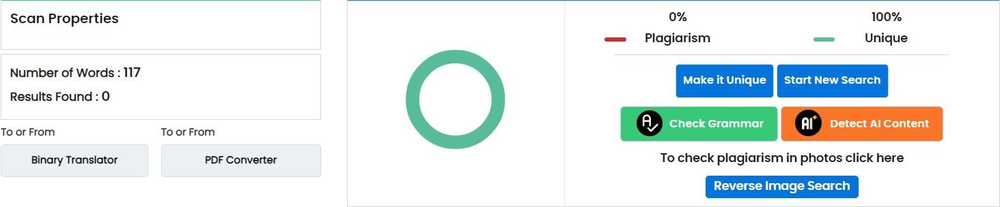 Scan Properties
Number of Words : 117
Results Found : 0
To or From
To or From
Binary Translator
PDF Converter
0%
100%
Plagiarism
Unique
Make it Unique
Start New Search
Check Grammar
AI Detect AI Content
To check plagiarism in photos click here
Reverse Image Search